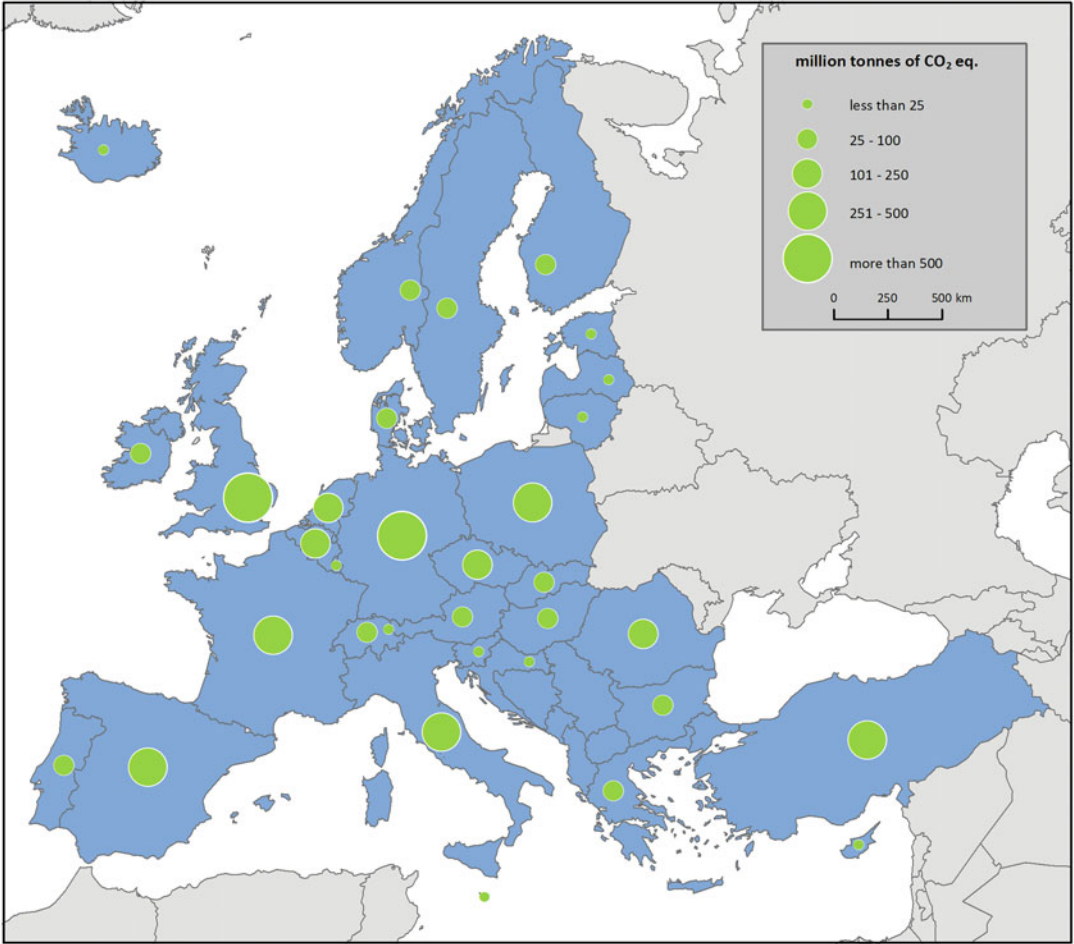 million tonnes of CO₂ eq.
less than 25
25 - 100
101 - 250
251 - 500
more than 500
0 250 500 km